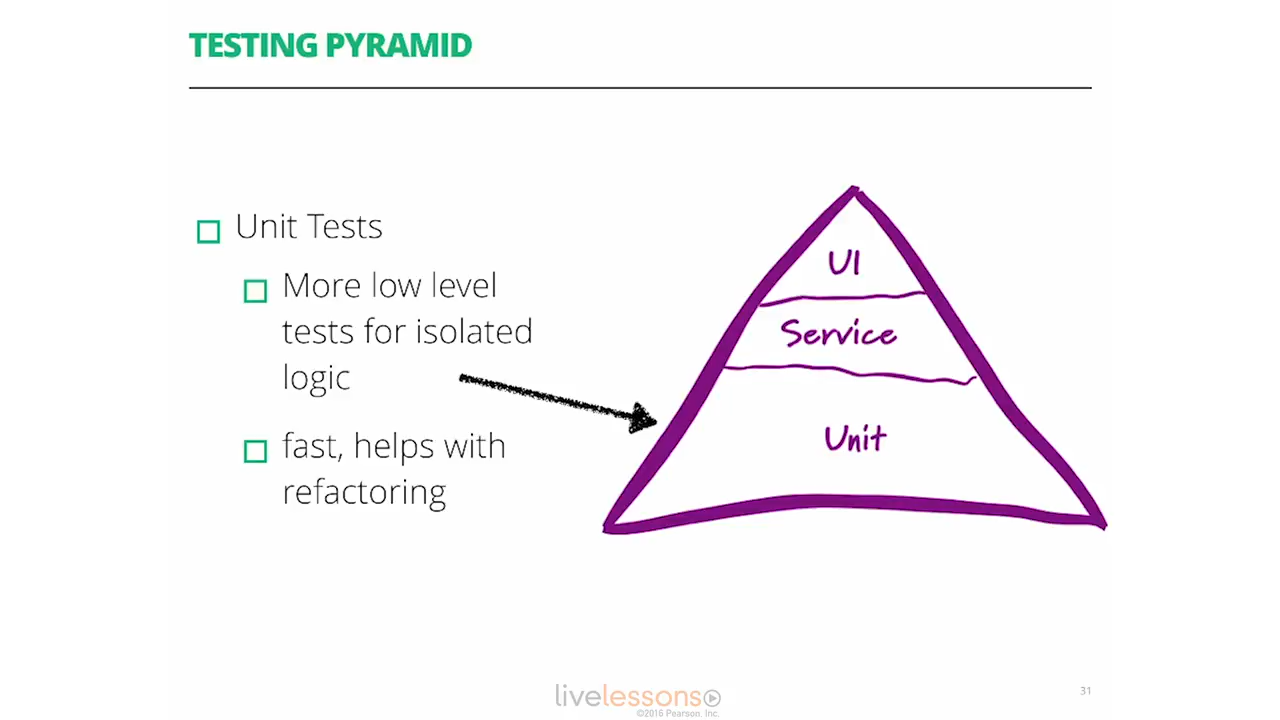 TESTING PYRAMID
Unit Tests
More low level
tests for isolated
logic
fast, helps with
refactoring
UI
Service
Unit
livelessons
©2016 Pearson, Inc.
31